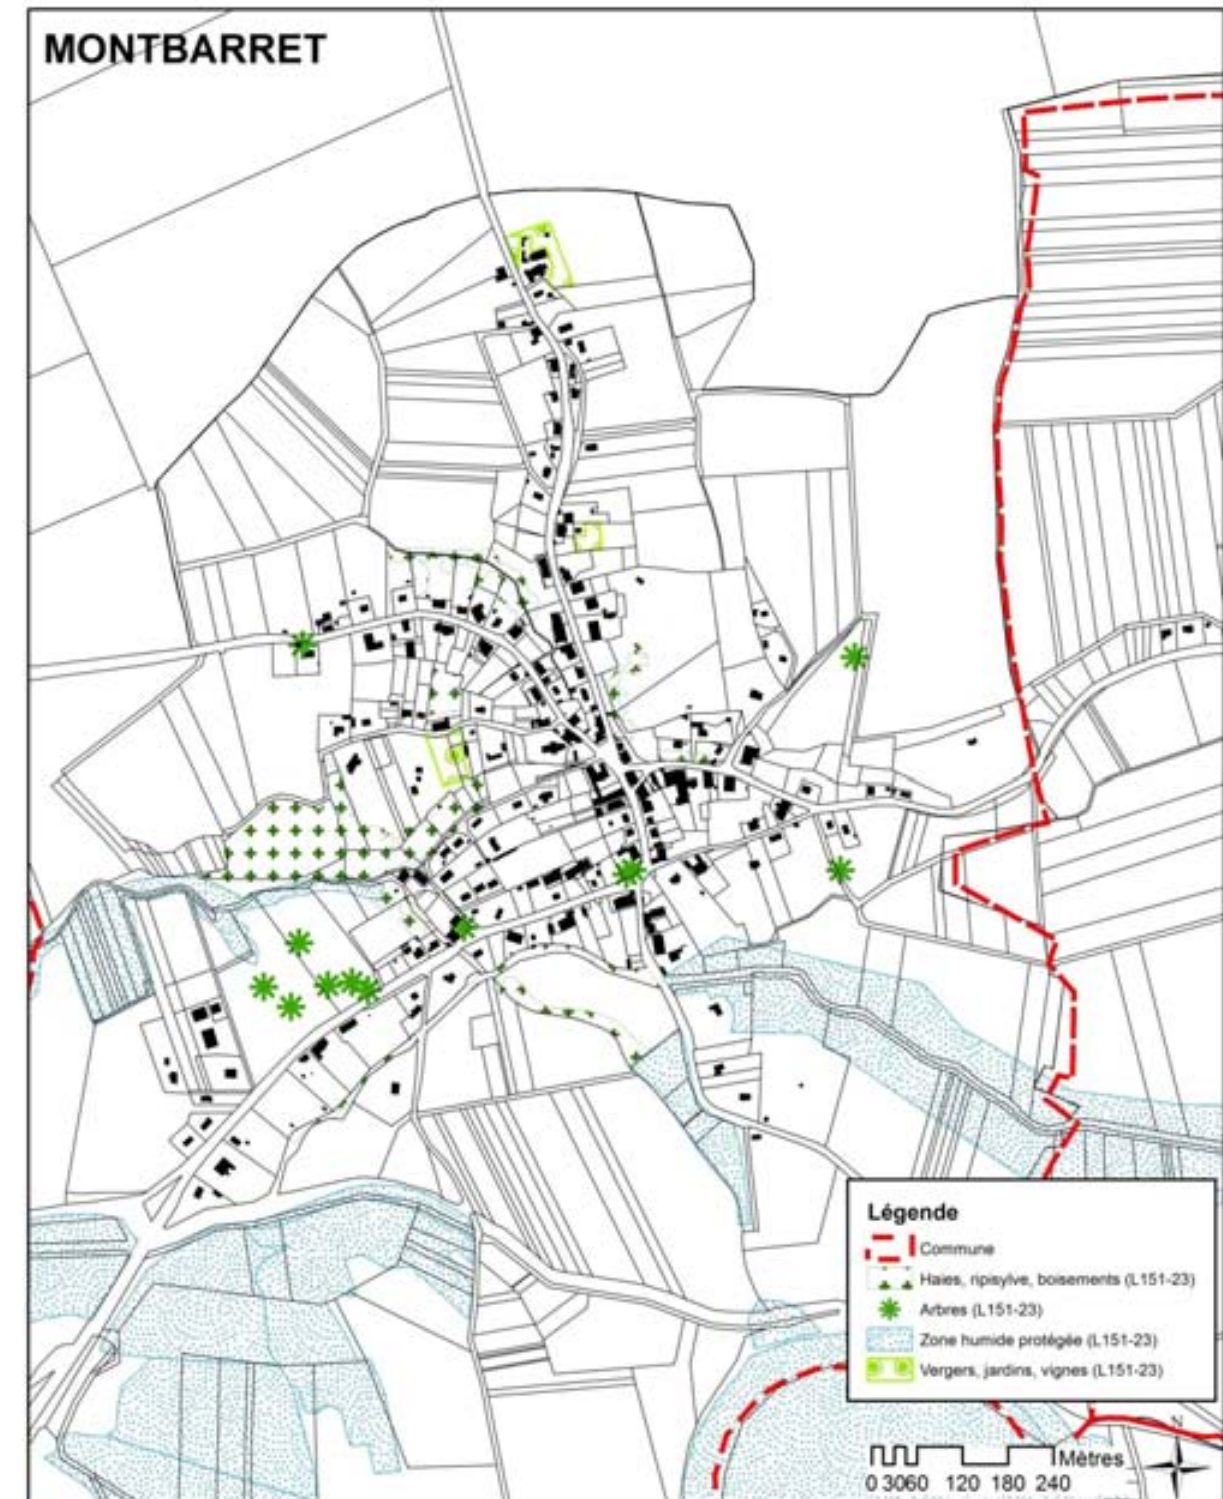 MONTBARRET
Légende
Commune
Haies, ripisylve, boisements (L151-23)
Arbres (L151-23)
Zone humide protégée (L151-23)
Vergers, jardins, vignes (L151-23)
N
Mètres
0 3060 120 180 240